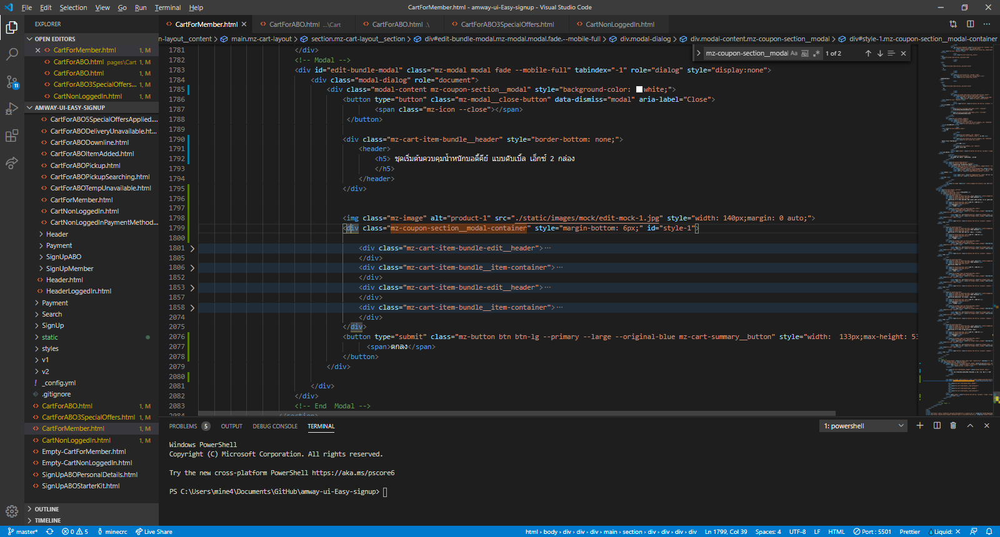 File Edit Selection View Go Run Terminal Help CartForMember.html - amway-ui-Easy-signup - Visual Studio Code
EXPLORER
CartForMember.html CartForABO.html ...\Cart CartForABO.html .\ CartForABO3SpecialOffers.html CartNonLoggedIn.html
OPEN EDITORS
CartForMember.html 1, M
CartForABO.html pages\Cart 1, M
CartForABO.html 1, M
CartForABO3SpecialOffers... 1, M
CartNonLoggedIn.html 1, M
AMWAY-UI-EASY-SIGNUP
CartForABO5SpecialOffersApplied....
CartForABODeliveryUnavailable.ht...
CartForABODownline.html
CartForABOItemAdded.html
CartForABOPickup.html
CartForABOPickupSearching.html
CartForABOTempUnavailable.html
CartForMember.html
CartNonLoggedIn.html
CartNonLoggedInPaymentMethod...
Header
Payment
SignUpABO
SignUpMember
Header.html
HeaderLoggedIn.html
Payment
Search
SignUp
static
styles
v1
v2
_config.yml
.gitignore
CartForABO.html 1, M
CartForABO3SpecialOffers.html 1, M
CartForMember.html 1, M
CartNonLoggedIn.html 1, M
Empty-CartForMember.html
Empty-CartNonLoggedIn.html
SignUpABOPersonalDetails.html
SignUpABOStarterKit.html
OUTLINE
TIMELINE
11
n-layout__content > main.mz-cart-layout > section.mz-cart-layout__section > div#edit-bundle-modal.mz-modal.modal.fade.--mobile-full > div.modal-dialog > div.modal-content.mz-coupon-section__modal > div#style-1.mz-coupon-section__modal-container
mz-coupon-section__modal Aa 1 of 2
1781 </div>
1782 <!-- Modal -->
1783 <div id="edit-bundle-modal" class="mz-modal modal fade --mobile-full" tabindex="-1" role="dialog" style="display:none">
1784 <div class="modal-dialog" role="document">
1785 <div class="modal-content mz-coupon-section__modal" style="background-color: white;">
1786 <button type="button" class="mz-modal__close-button" data-dismiss="modal" aria-label="Close">
1787 <span class="mz-icon --close"></span>
1788 </button>
1789
1790 <div class="mz-cart-item-bundle__header" style="border-bottom: none;">
1791 <header>
1792 <h5> ชุดเริ่มต้นควบคุมน้ำหนักบอดี้คีย์ แบบดับเบิ้ล เอ็กซ์ 2 กล่อง
1793 </h5>
1794 </header>
1795 </div>
1796
1797
1798 <img class="mz-image" alt="product-1" src="./static/images/mock/edit-mock-1.jpg" style="width: 140px;margin: 0 auto;">
1799 <div class="mz-coupon-section__modal-container" style="margin-bottom: 6px;" id="style-1">
1800
1801 <div class="mz-cart-item-bundle-edit__header">...
1805 </div>
1806 <div class="mz-cart-item-bundle__item-container">...
1852 </div>
1853 <div class="mz-cart-item-bundle-edit__header">...
1857 </div>
1858 <div class="mz-cart-item-bundle__item-container">...
2074 </div>
2075 </div>
2076 <button type="submit" class="mz-button btn btn-lg --primary --large --original-blue mz-cart-summary__button" style="width: 133px;max-height: 53
2077 <span>ตกลง</span>
2078 </button>
2079 </div>
2080
2081 </div>
2082 </div>
2083 <!-- End Modal -->
2084 </section>
PROBLEMS 5 OUTPUT DEBUG CONSOLE TERMINAL 1: powershell
Windows PowerShell
Copyright (C) Microsoft Corporation. All rights reserved.
Try the new cross-platform PowerShell https://aka.ms/pscore6
PS C:\Users\mine4\Documents\GitHub\amway-ui-Easy-signup>
master* 0 5 minecrc Live Share html > body > div > div > div > main > section > div > div > div > div Ln 1799, Col 39 Spaces: 4 UTF-8 LF HTML Port : 5501 Prettier Liquid: